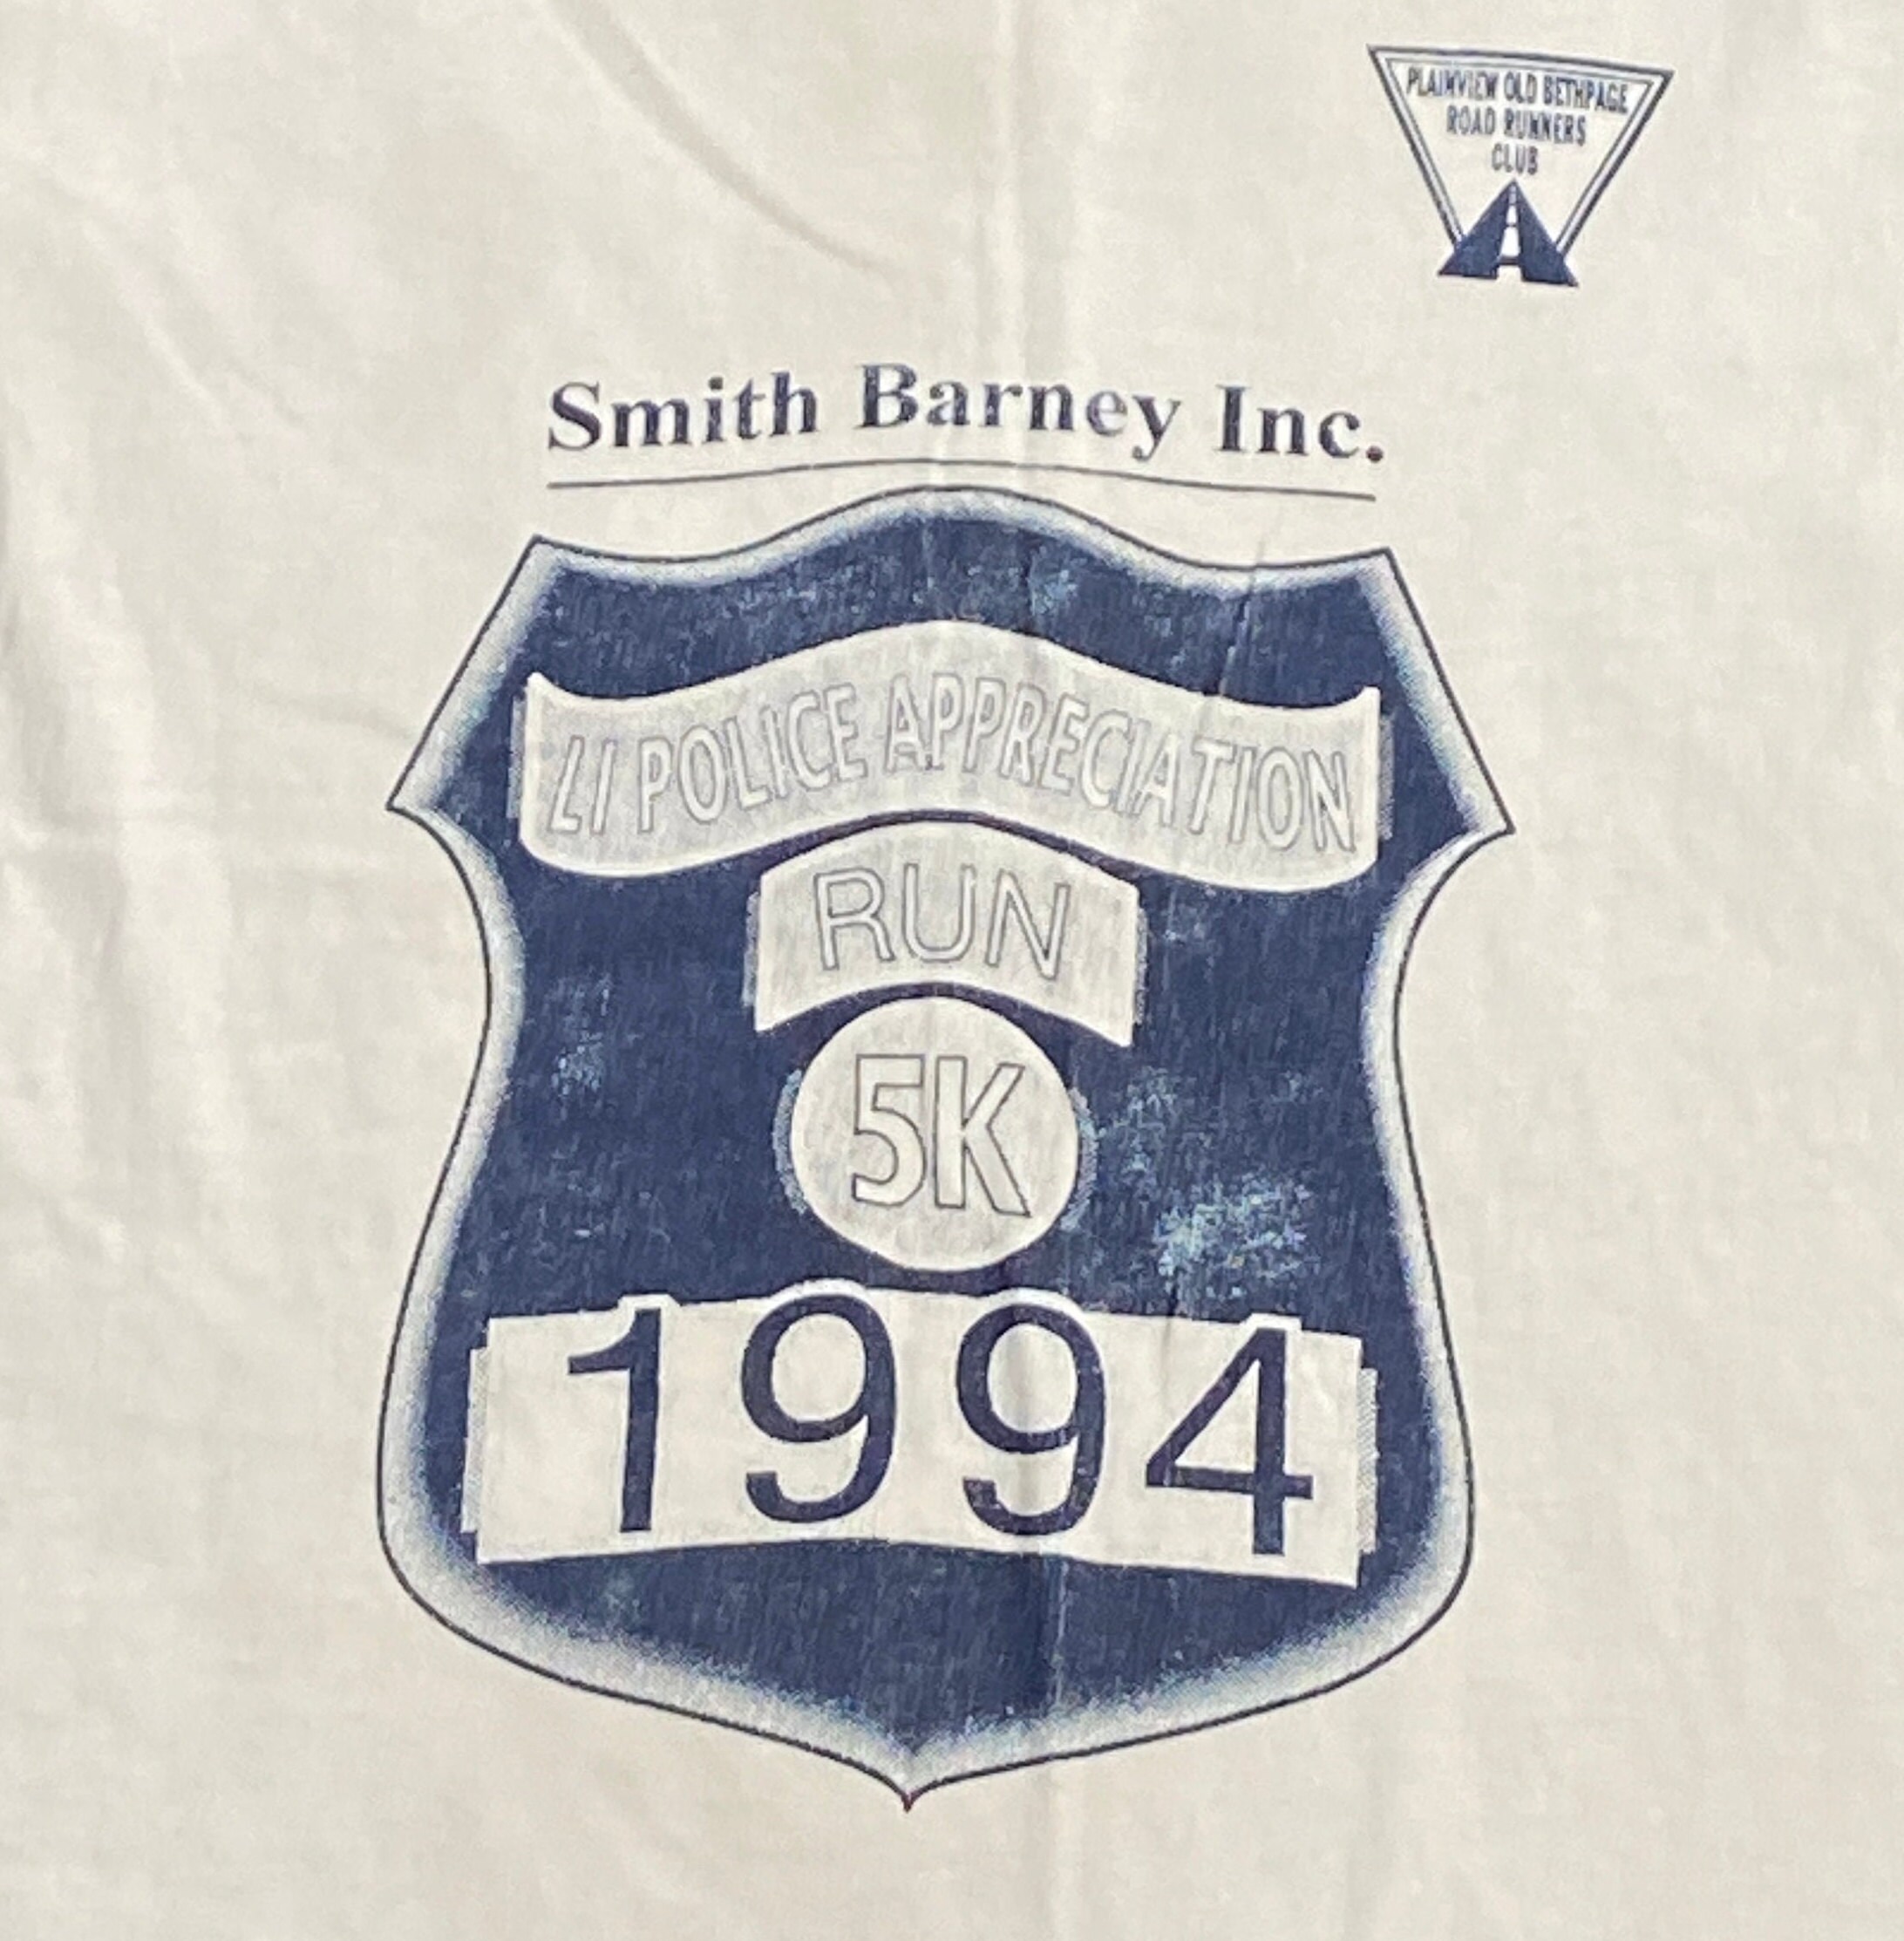 PLAINVIEW OLD BETHPAGE
ROAD RUNNERS
CLUB
Smith Barney Inc.
LI POLICE APPRECIATION
RUN
5K
1994